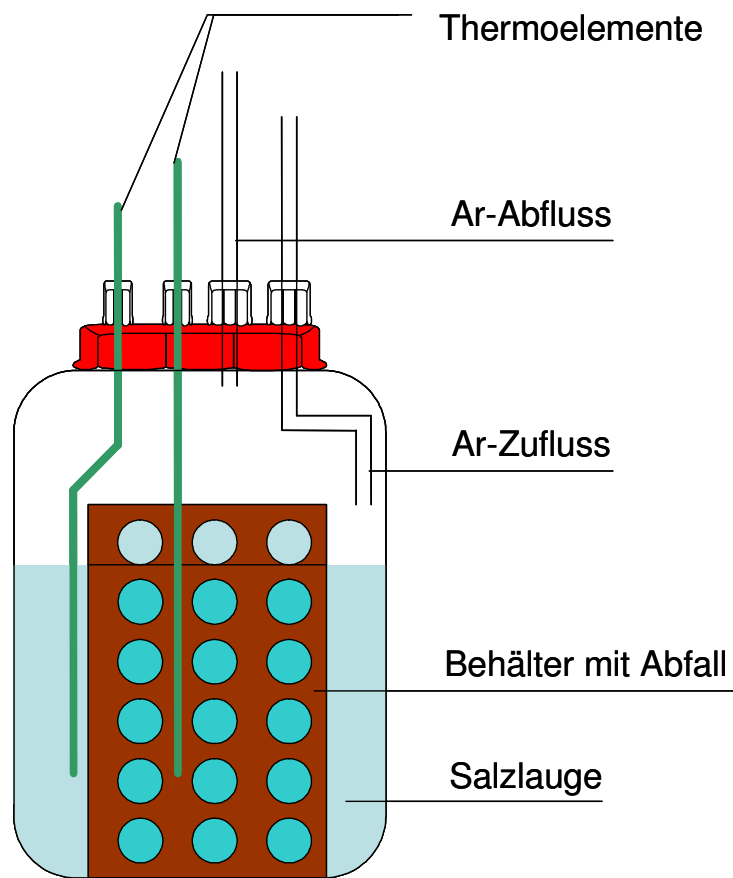 Thermoelemente
Ar-Abfluss
Ar-Zufluss
Behälter mit Abfall
Salzlauge